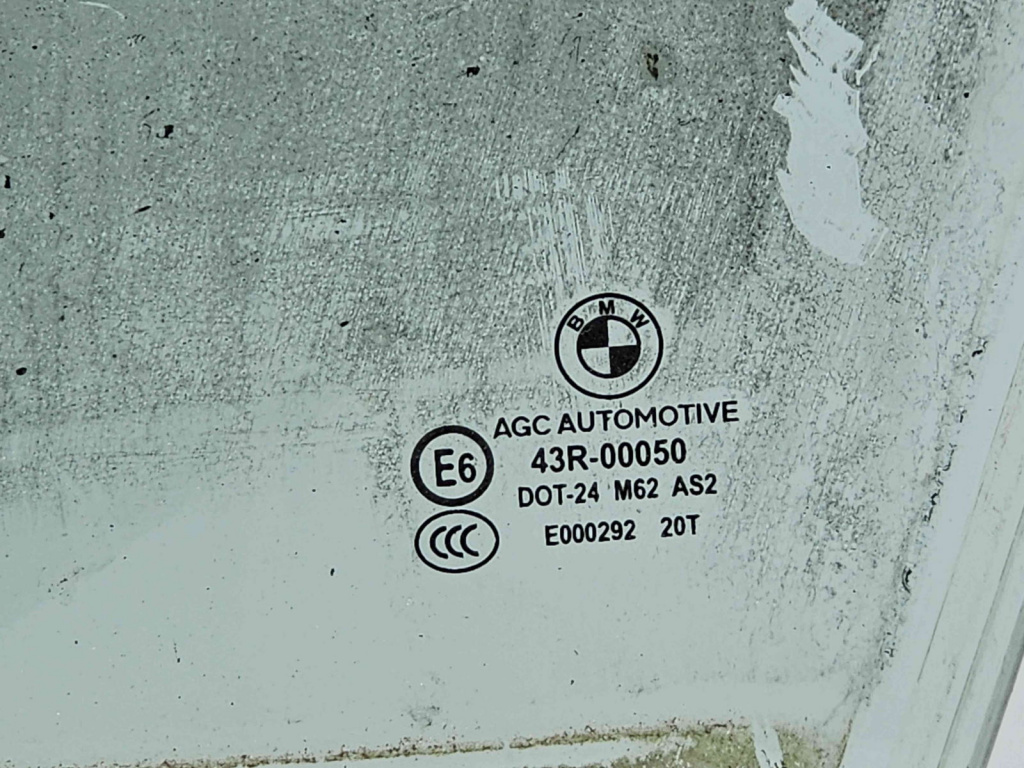 BMW
AGC AUTOMOTIVE
E6 43R-00050
DOT-24 M62 AS2
CCC E000292 20T